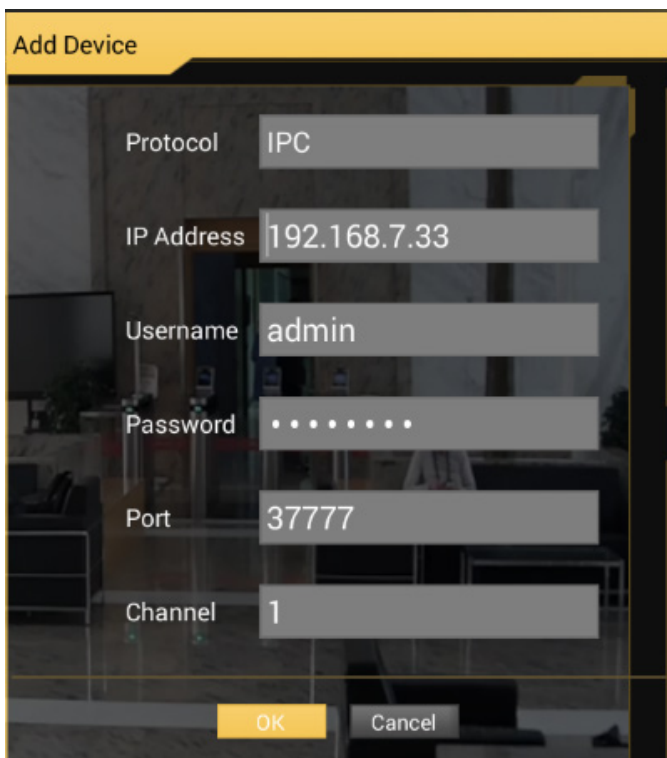 Add Device
Protocol IPC
IP Address 192.168.7.33
Username admin
Password ••••••••
Port 37777
Channel 1
OK Cancel